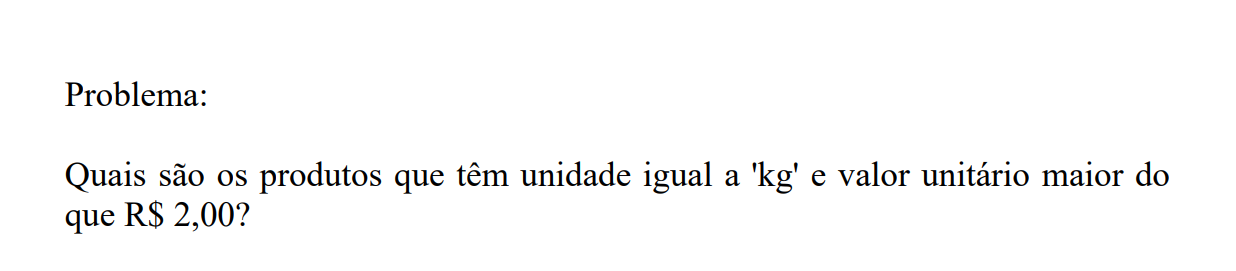 Problema:
Quais são os produtos que têm unidade igual a 'kg' e valor unitário maior do
que R$ 2,00?